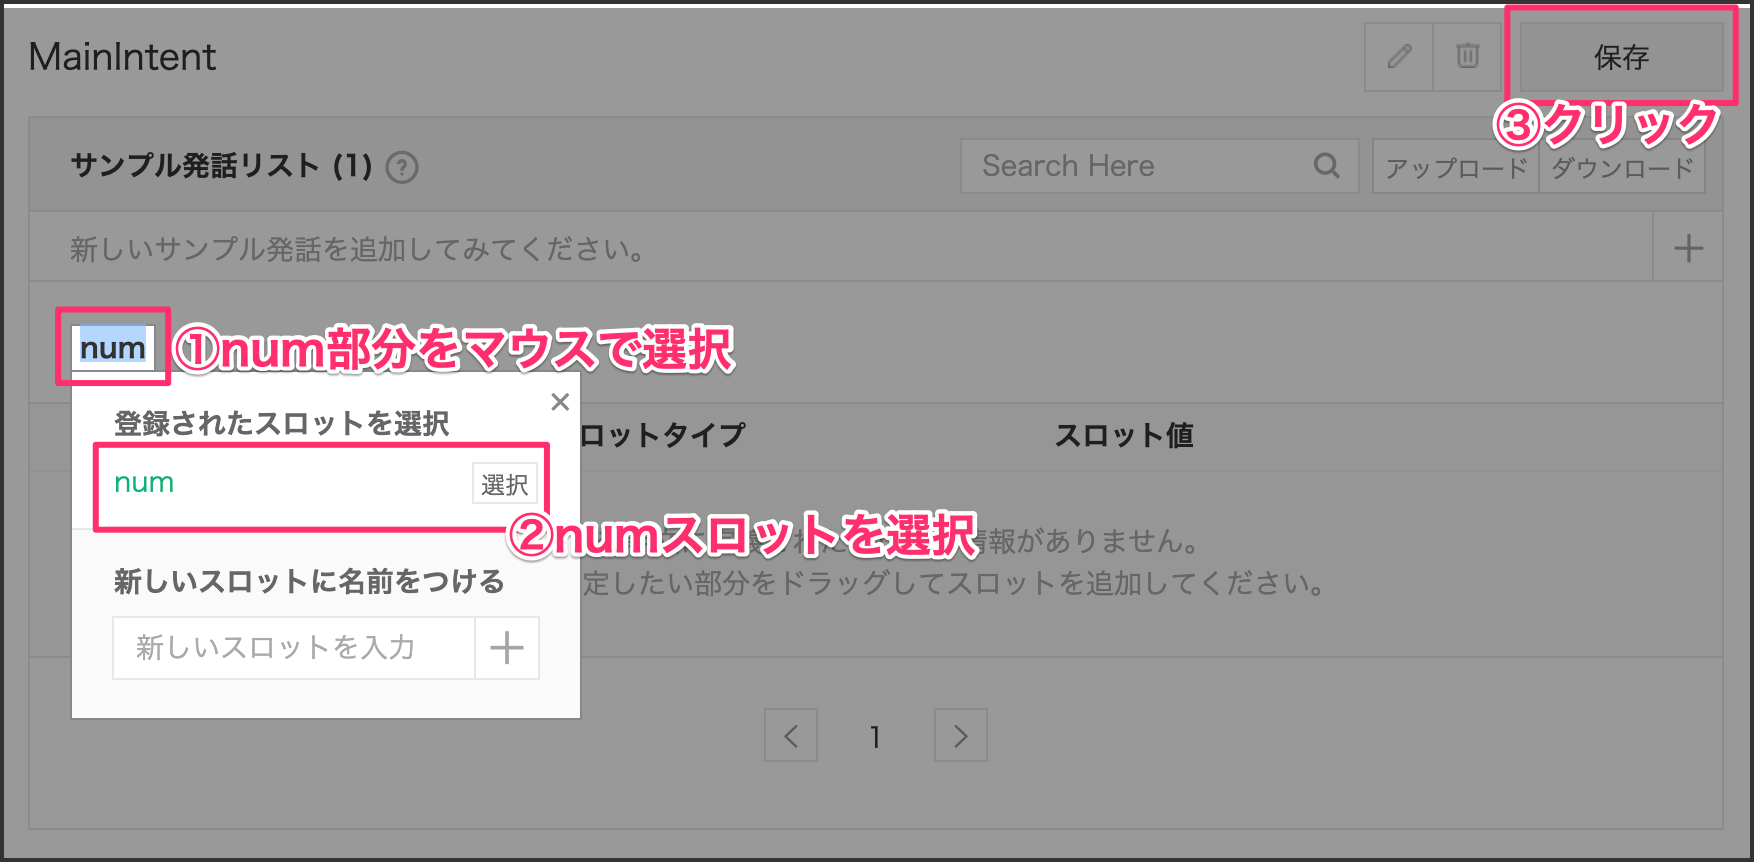 MainIntent
保存
③クリック
サンプル発話リスト (1) ?
Search Here
アップロード
ダウンロード
新しいサンプル発話を追加してみてください。
num
①num部分をマウスで選択
登録されたスロットを選択
ロットタイプ
スロット値
num
選択
②numスロットを選択
情報がありません。
定したい部分をドラッグしてスロットを追加してください。
新しいスロットに名前をつける
新しいスロットを入力
1